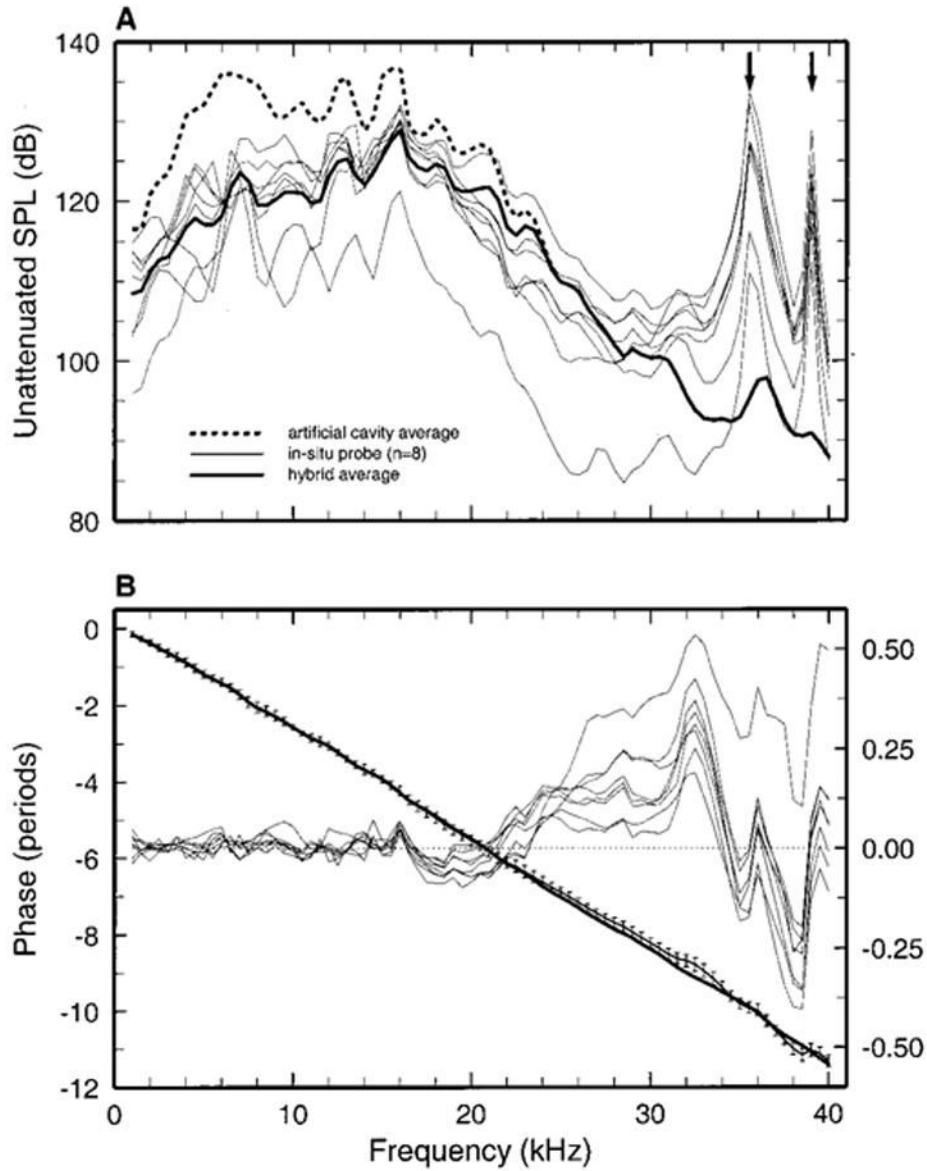 A
140
120
100
80
Unattenuated SPL (dB)
artificial cavity average
in-situ probe (n=8)
hybrid average
B
0
-2
-4
-6
-8
-10
-12
Phase (periods)
0.50
0.25
0.00
-0.25
-0.50
0
10
20
30
40
Frequency (kHz)